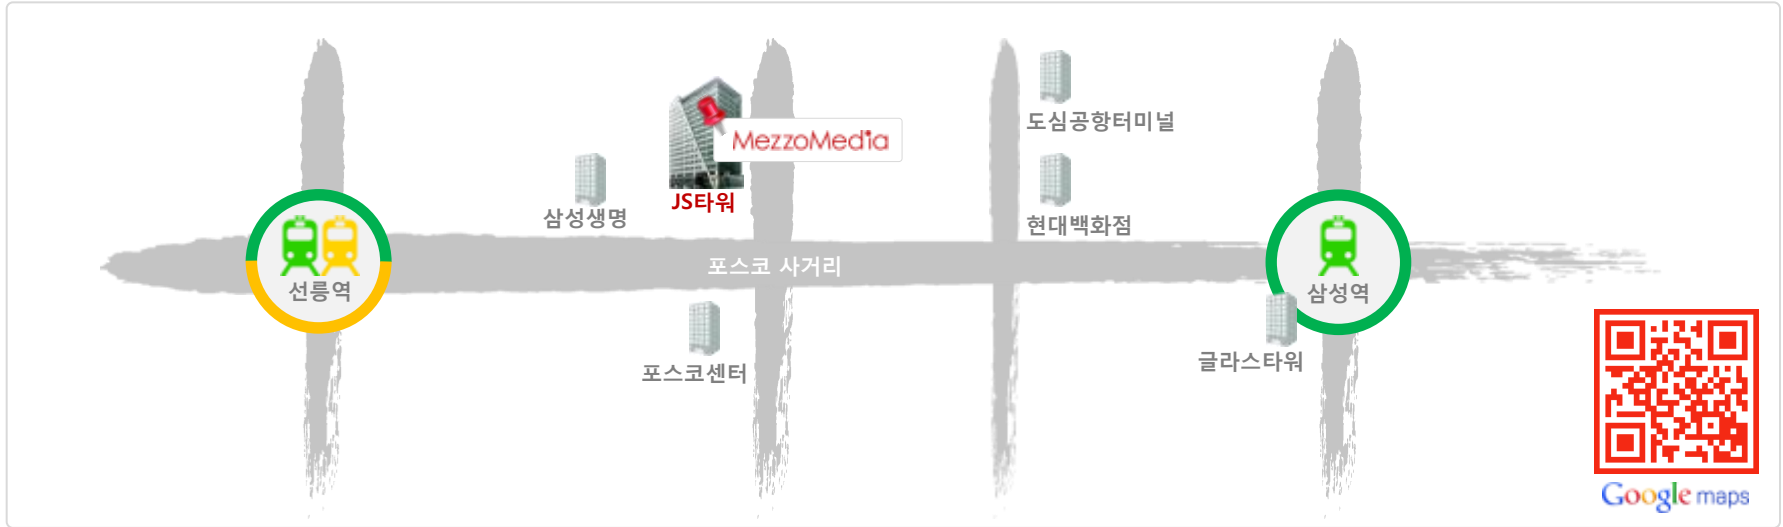 도심공항터미널
MezzoMedia
JS타워
삼성생명
현대백화점
포스코 사거리
선릉역
삼성역
포스코센터
글라스타워
Google maps